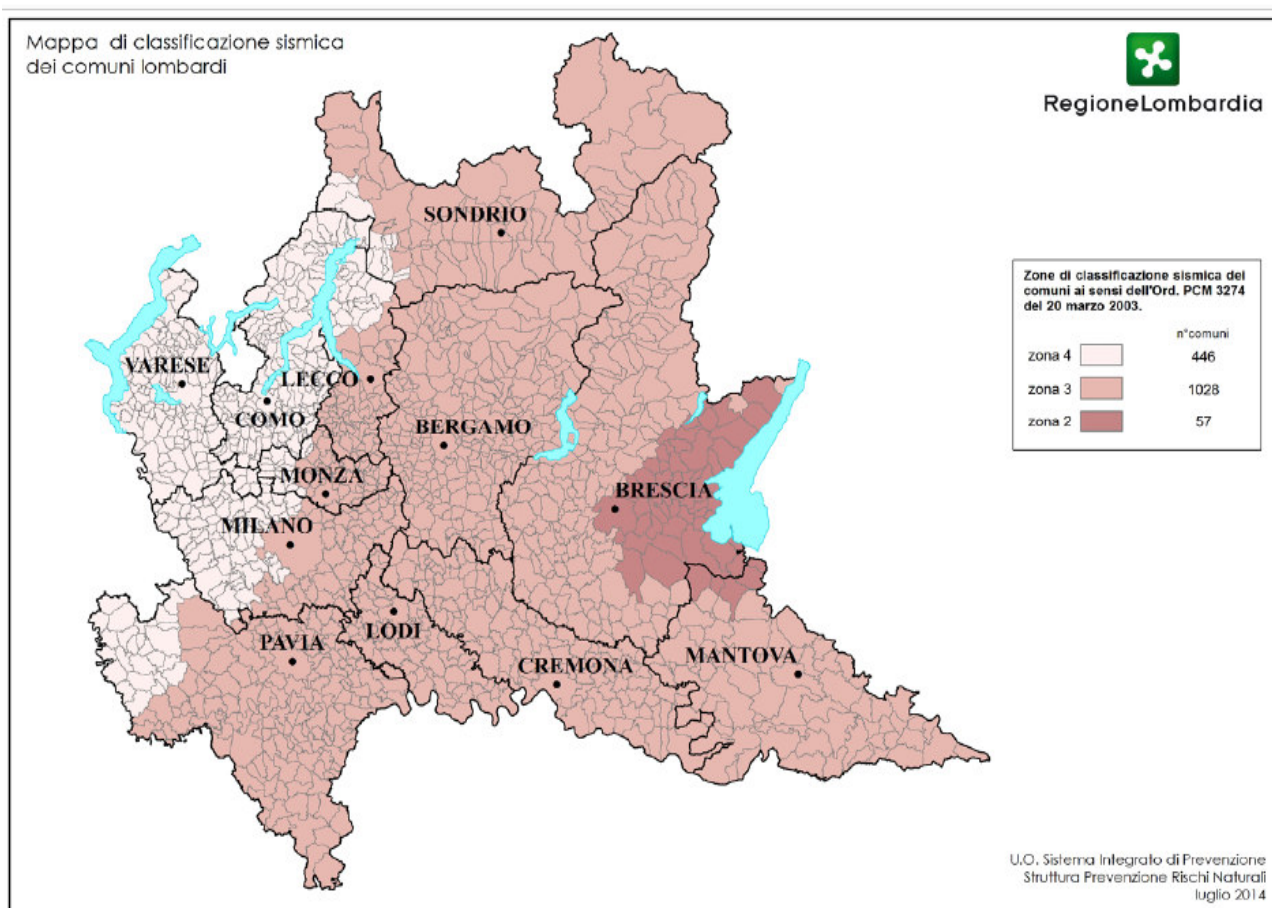 Mappa di classificazione sismica
dei comuni lombardi
RegioneLombardia
SONDRIO
VARESE
LECCO
COMO
BERGAMO
MONZA
BRESCIA
MILANO
LODI
PAVIA
CREMONA
MANTOVA
Zone di classificazione sismica dei
comuni ai sensi dell'Ord. PCM 3274
del 20 marzo 2003.
n°comuni
zona 4 446
zona 3 1028
zona 2 57
U.O. Sistema Integrato di Prevenzione
Struttura Prevenzione Rischi Naturali
luglio 2014